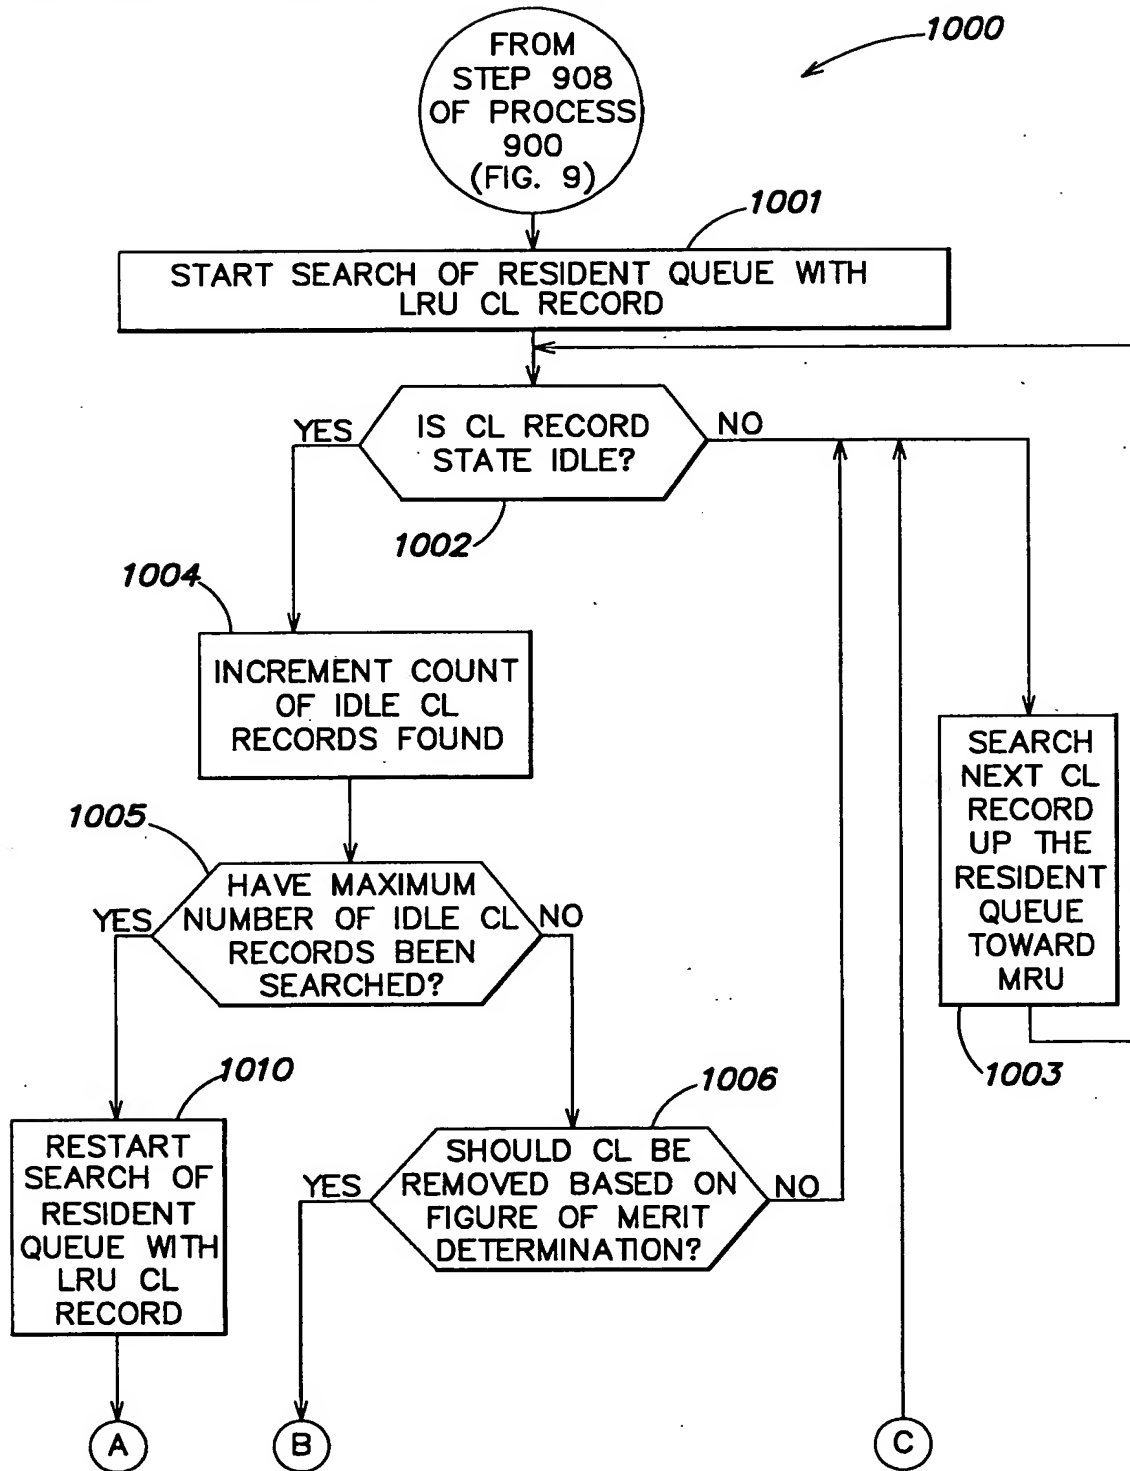 FROM
STEP 908
OF PROCESS
900
(FIG. 9)
1000
1001
START SEARCH OF RESIDENT QUEUE WITH
LRU CL RECORD
YES
IS CL RECORD
STATE IDLE?
NO
1002
1004
INCREMENT COUNT
OF IDLE CL
RECORDS FOUND
SEARCH
NEXT CL
RECORD
UP THE
RESIDENT
QUEUE
TOWARD
MRU
1003
1005
YES
HAVE MAXIMUM
NUMBER OF IDLE CL
RECORDS BEEN
SEARCHED?
NO
1010
RESTART
SEARCH OF
RESIDENT
QUEUE WITH
LRU CL
RECORD
1006
YES
SHOULD CL BE
REMOVED BASED ON
FIGURE OF MERIT
DETERMINATION?
NO
A
B
C